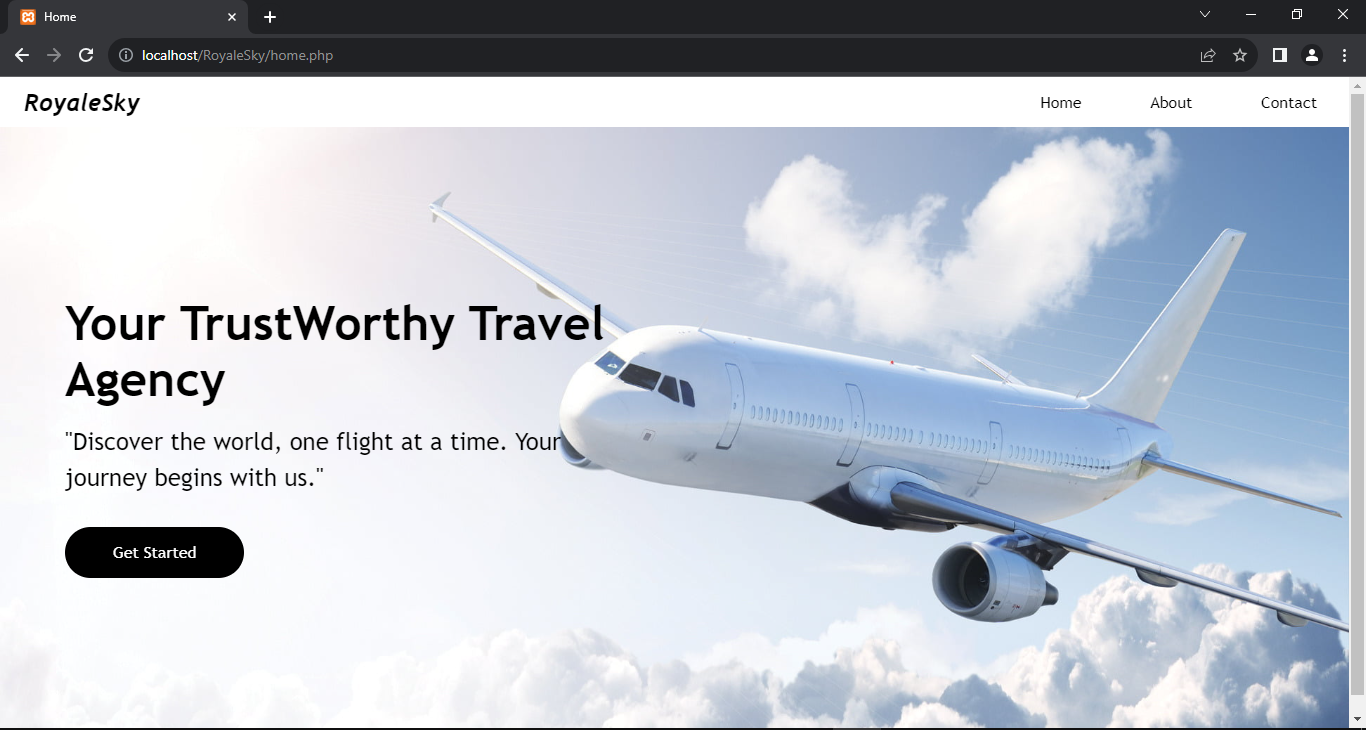 Home
localhost/RoyaleSky/home.php
RoyaleSky
Home About Contact
Your TrustWorthy Travel
Agency
"Discover the world, one flight at a time. Your
journey begins with us."
Get Started